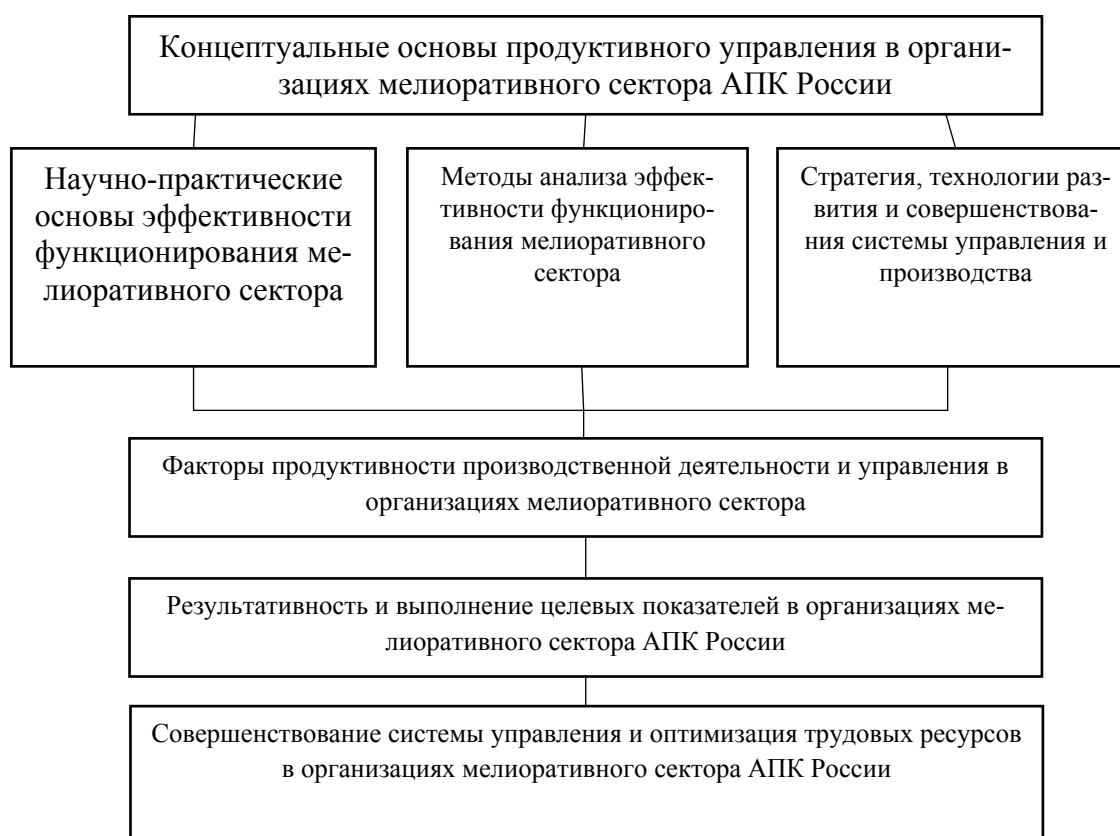 Концептуальные основы продуктивного управления в органи-
зациях мелиоративного сектора АПК России
Научно-практические
основы эффективности
функционирования ме-
лиоративного сектора
Методы анализа эффек-
тивности функциониро-
вания мелиоративного
сектора
Стратегия, технологии раз-
вития и совершенствова-
ния системы управления и
производства
Факторы продуктивности производственной деятельности и управления в
организациях мелиоративного сектора
Результативность и выполнение целевых показателей в организациях ме-
лиоративного сектора АПК России
Совершенствование системы управления и оптимизация трудовых ресурсов
в организациях мелиоративного сектора АПК России